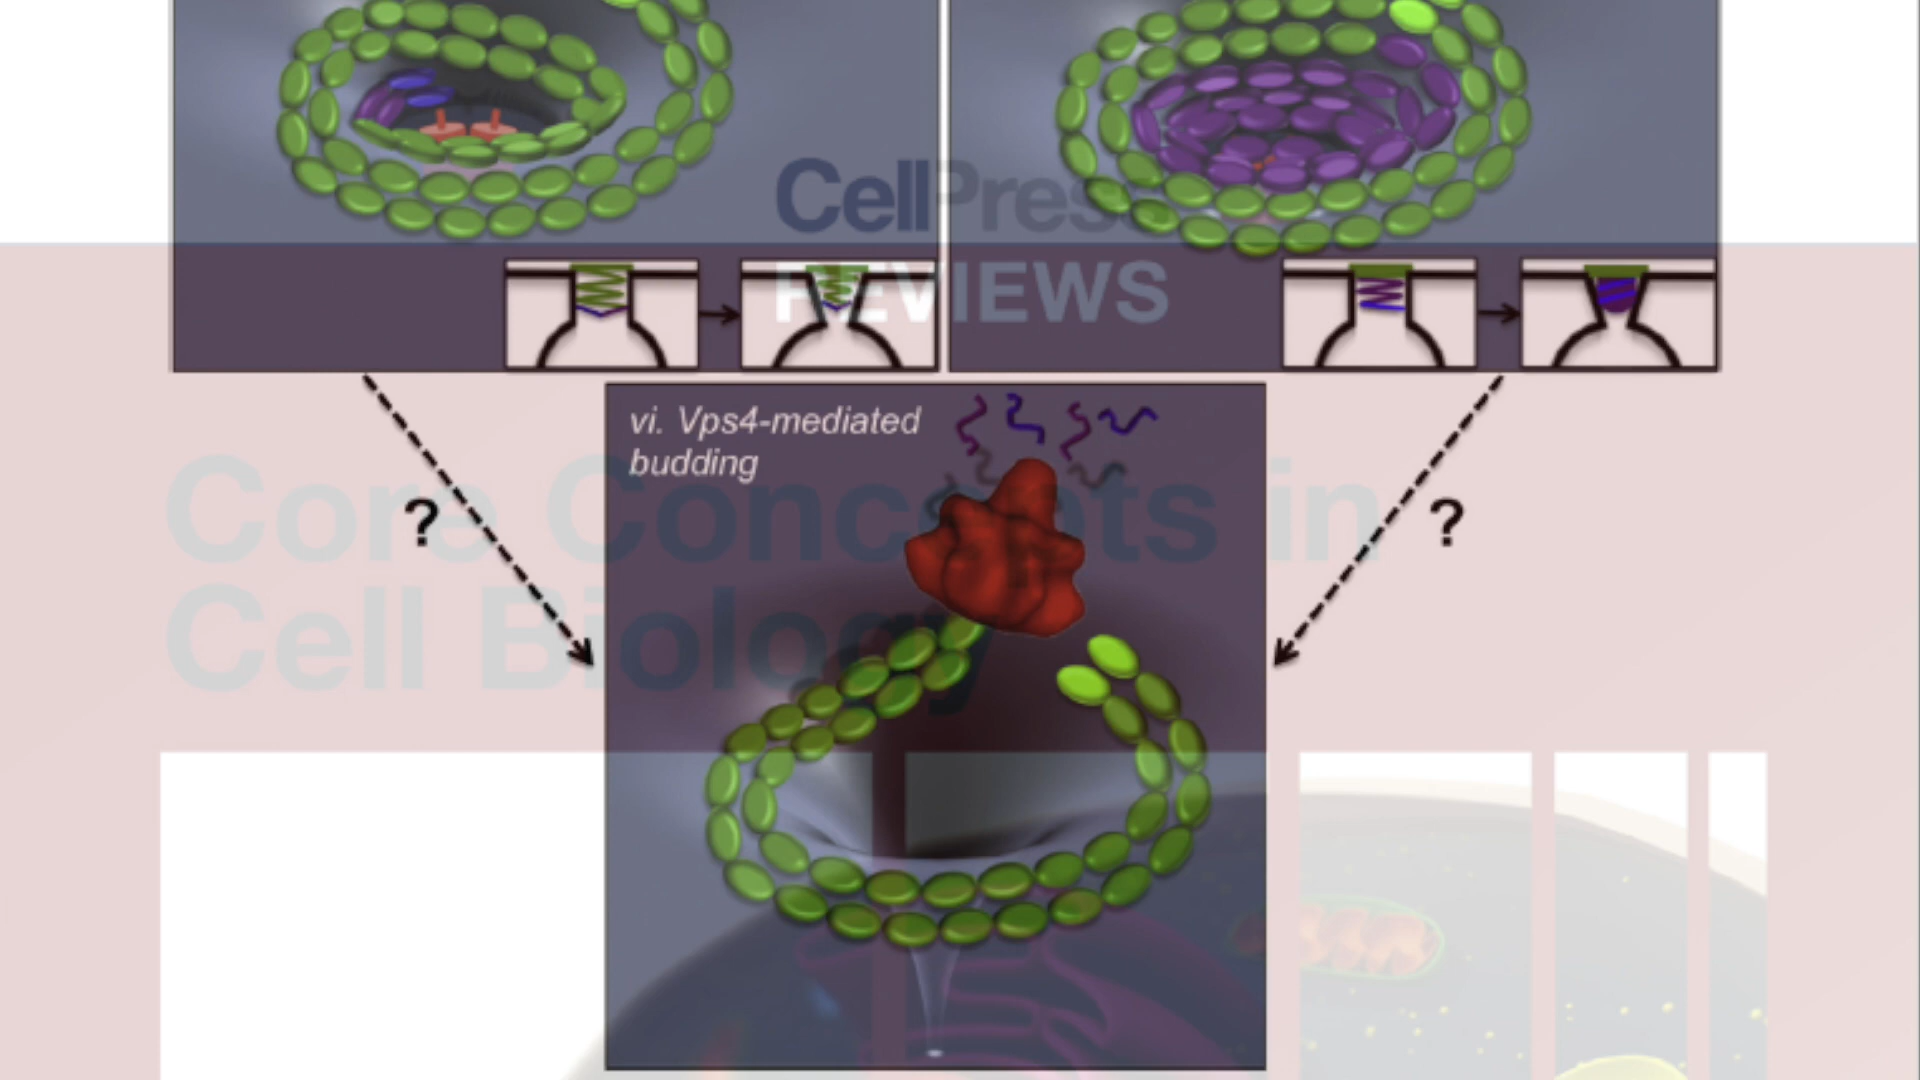 CellPress
REVIEWS
vi. Vps4-mediated
budding
Core Concepts in
Cell Biology
?
?